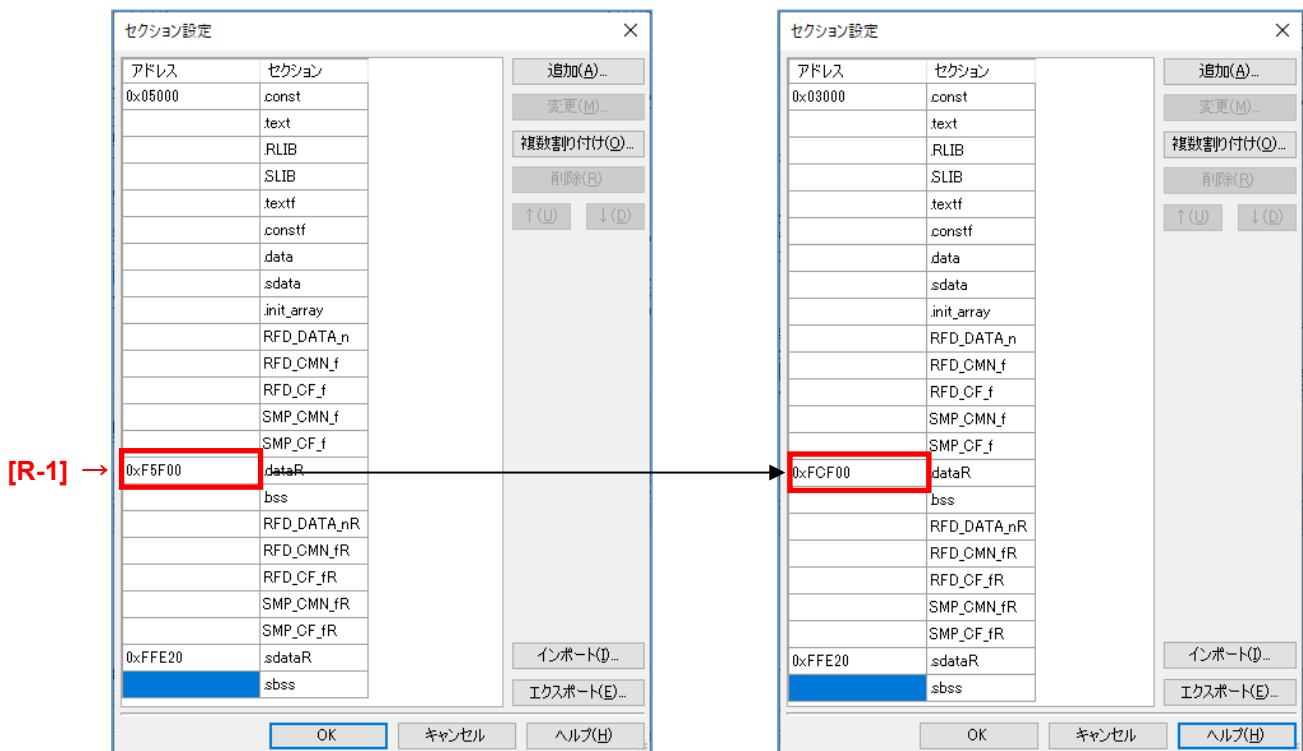 セクション設定
アドレス セクション
0x05000 .const
.text
.RLIB
.SLIB
.textf
.constf
.data
.sdata
.init_array
RFD_DATA_n
RFD_CMN_f
RFD_CF_f
SMP_CMN_f
SMP_CF_f
[R-1] → 0xF5F00 .dataR
.bss
RFD_DATA_nR
RFD_CMN_fR
RFD_CF_fR
SMP_CMN_fR
SMP_CF_fR
0xFFE20 .sdataR
.sbss
追加(A)...
変更(M)...
複数割り付け(O)...
削除(R)
↑(U) ↓(D)
インポート(I)...
エクスポート(E)...
OK キャンセル ヘルプ(H)
セクション設定
アドレス セクション
0x03000 .const
.text
.RLIB
.SLIB
.textf
.constf
.data
.sdata
.init_array
RFD_DATA_n
RFD_CMN_f
RFD_CF_f
SMP_CMN_f
SMP_CF_f
0xFCF00 .dataR
.bss
RFD_DATA_nR
RFD_CMN_fR
RFD_CF_fR
SMP_CMN_fR
SMP_CF_fR
0xFFE20 .sdataR
.sbss
追加(A)...
変更(M)...
複数割り付け(O)...
削除(R)
↑(U) ↓(D)
インポート(I)...
エクスポート(E)...
OK キャンセル ヘルプ(H)